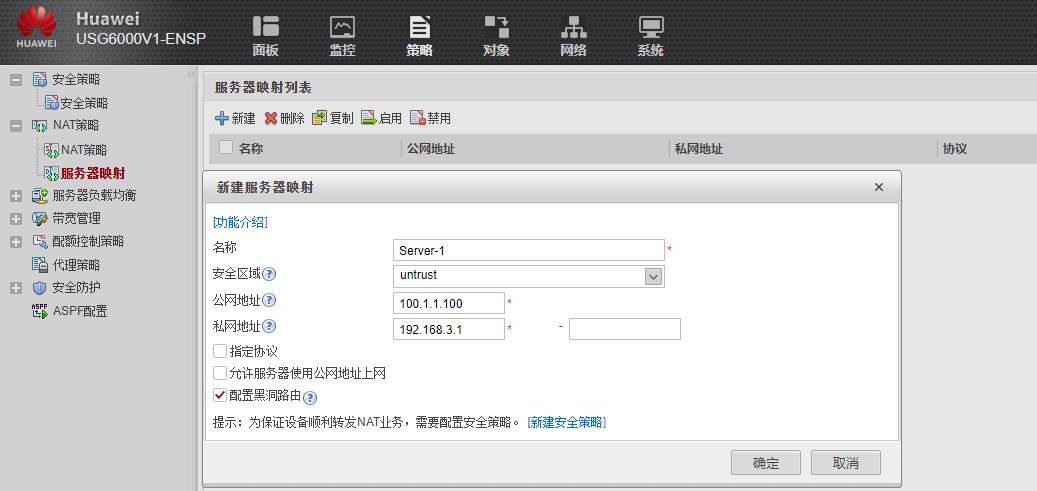 HUAWEI
Huawei
USG6000V1-ENSP
面板 监控 策略 对象 网络 系统
安全策略
安全策略
NAT策略
NAT策略
服务器映射
服务器负载均衡
带宽管理
配额控制策略
代理策略
安全防护
ASPF ASPF配置
服务器映射列表
新建 删除 复制 启用 禁用
名称 公网地址 私网地址 协议
新建服务器映射
[功能介绍]
名称 Server-1 *
安全区域 ? untrust
公网地址 ? 100.1.1.100 *
私网地址 ? 192.168.3.1 * -
指定协议
允许服务器使用公网地址上网
配置黑洞路由 ?
提示：为保证设备顺利转发NAT业务，需要配置安全策略。 [新建安全策略]
确定 取消